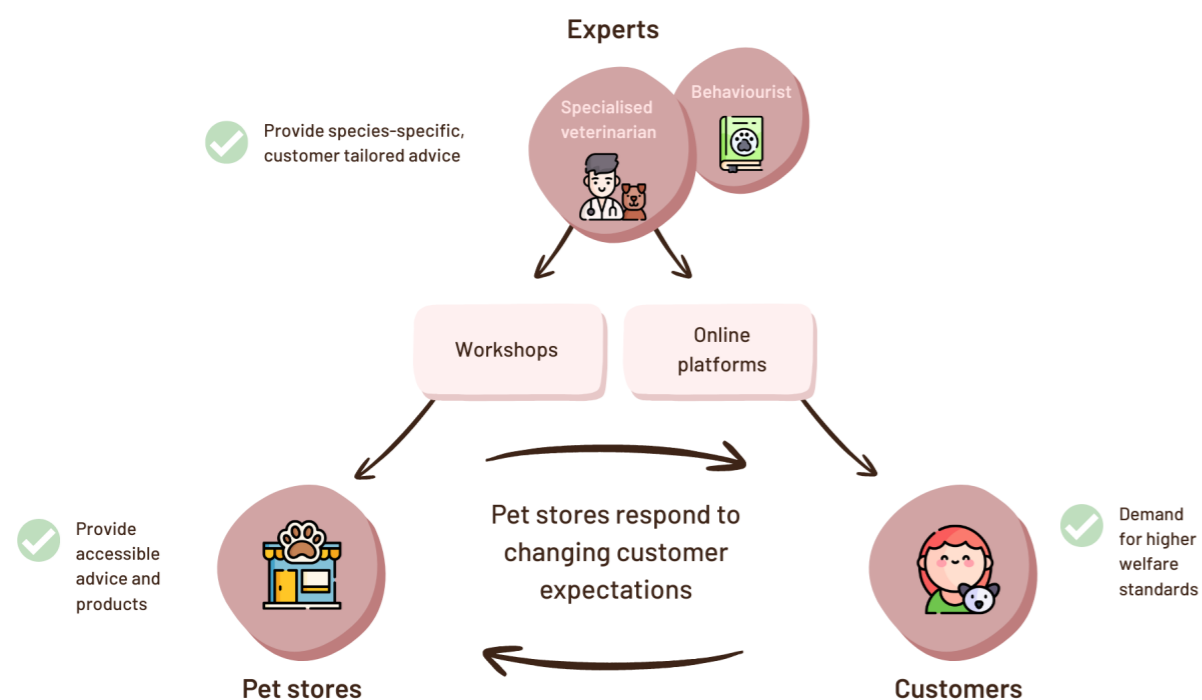 Experts
Specialised
veterinarian
Behaviourist
Provide species-specific,
customer tailored advice
Workshops
Online
platforms
Pet stores respond to
changing customer
expectations
Provide
accessible
advice and
products
Demand
for higher
welfare
standards
Pet stores
Customers